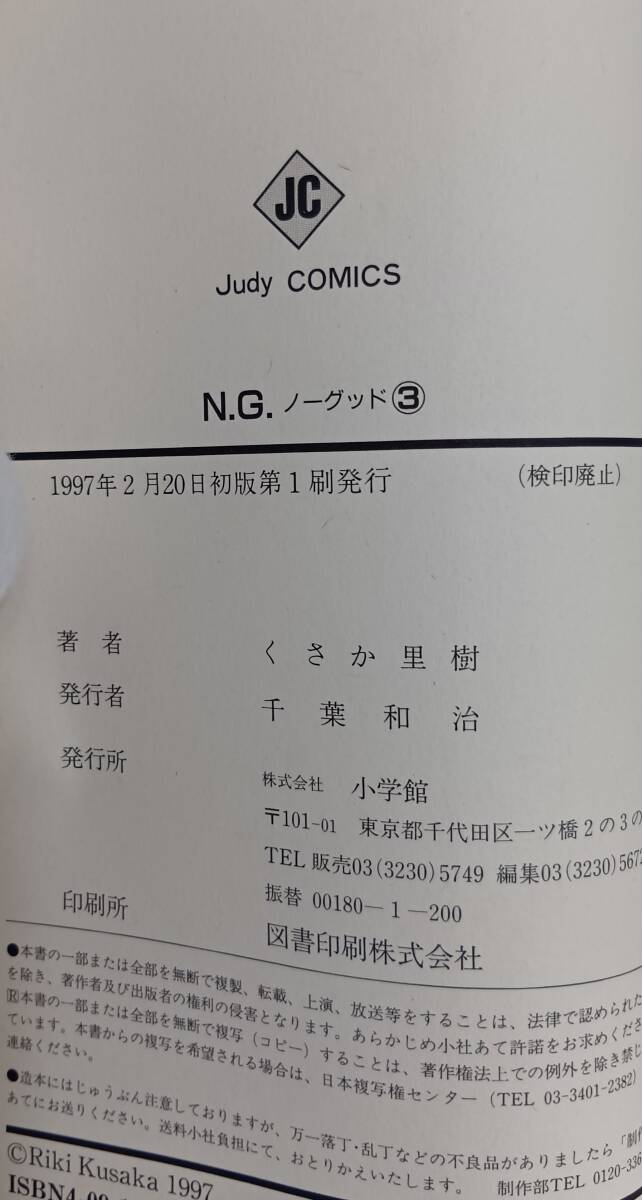 JC
Judy COMICS
N.G. ノーグッド③
1997年2月20日初版第1刷発行 (検印廃止)
著者 くさか里樹
発行者 千葉和治
発行所 株式会社 小学館
〒101-01 東京都千代田区一ツ橋2の3の
TEL 販売03(3230)5749 編集03(3230)5672
振替 00180-1-200
印刷所 図書印刷株式会社
●本書の一部または全部を無断で複製、転載、上演、放送等をすることは、法律で認められた
を除き、著作者及び出版者の権利の侵害となります。あらかじめ小社あて許諾をお求めくださ
Ⓡ本書の一部または全部を無断で複写(コピー)することは、著作権法上での例外を除き禁じ
ています。本書からの複写を希望される場合は、日本複写権センター(TEL 03-3401-2382)
連絡ください。
●造本にはじゅうぶん注意しておりますが、万一落丁・乱丁などの不良品がありましたら「制作
あてにお送りください。送料小社負担にて、おとりかえいたします。 制作部TEL 0120-336
©Riki Kusaka 1997
ISBN4-09